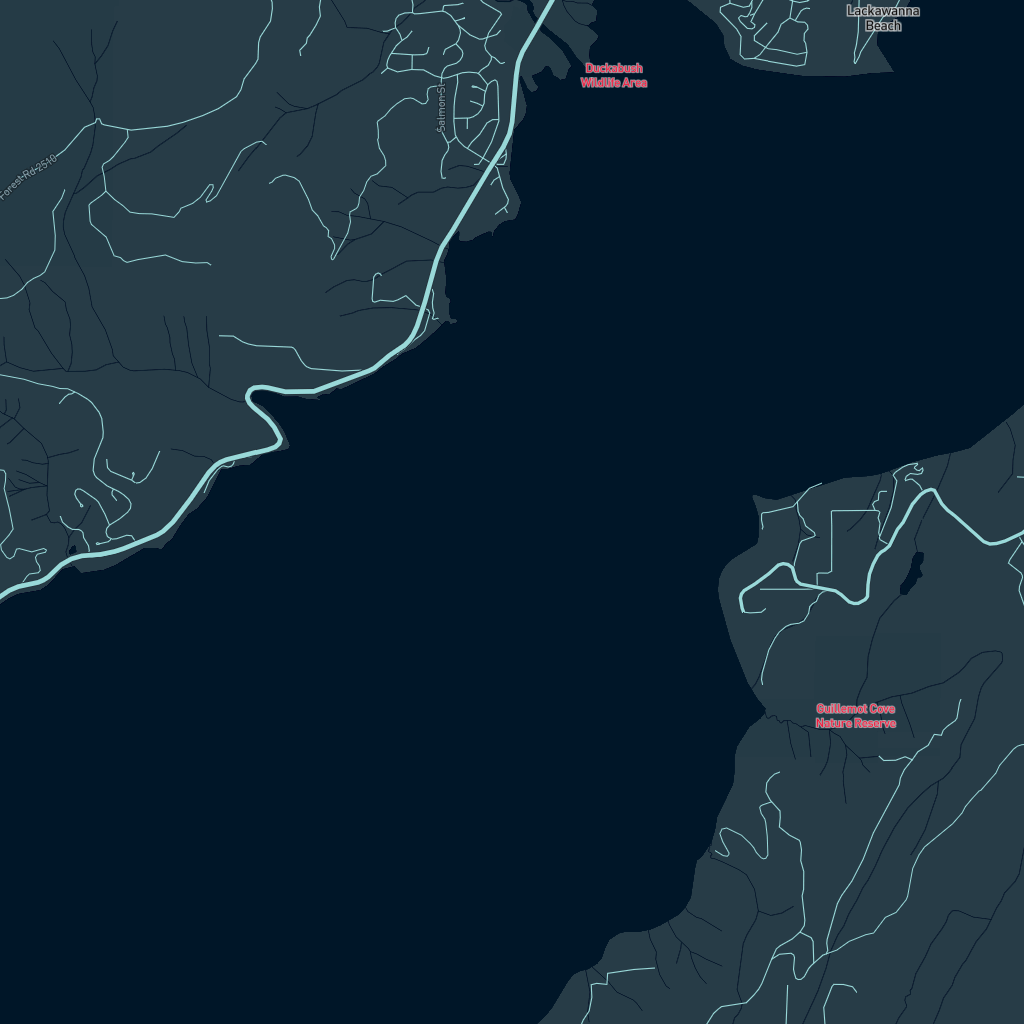 Lackawanna
Beach
Duckabush
Wildlife Area
Salmon St
Forest Rd 2510
Guillemot Cove
Nature Reserve